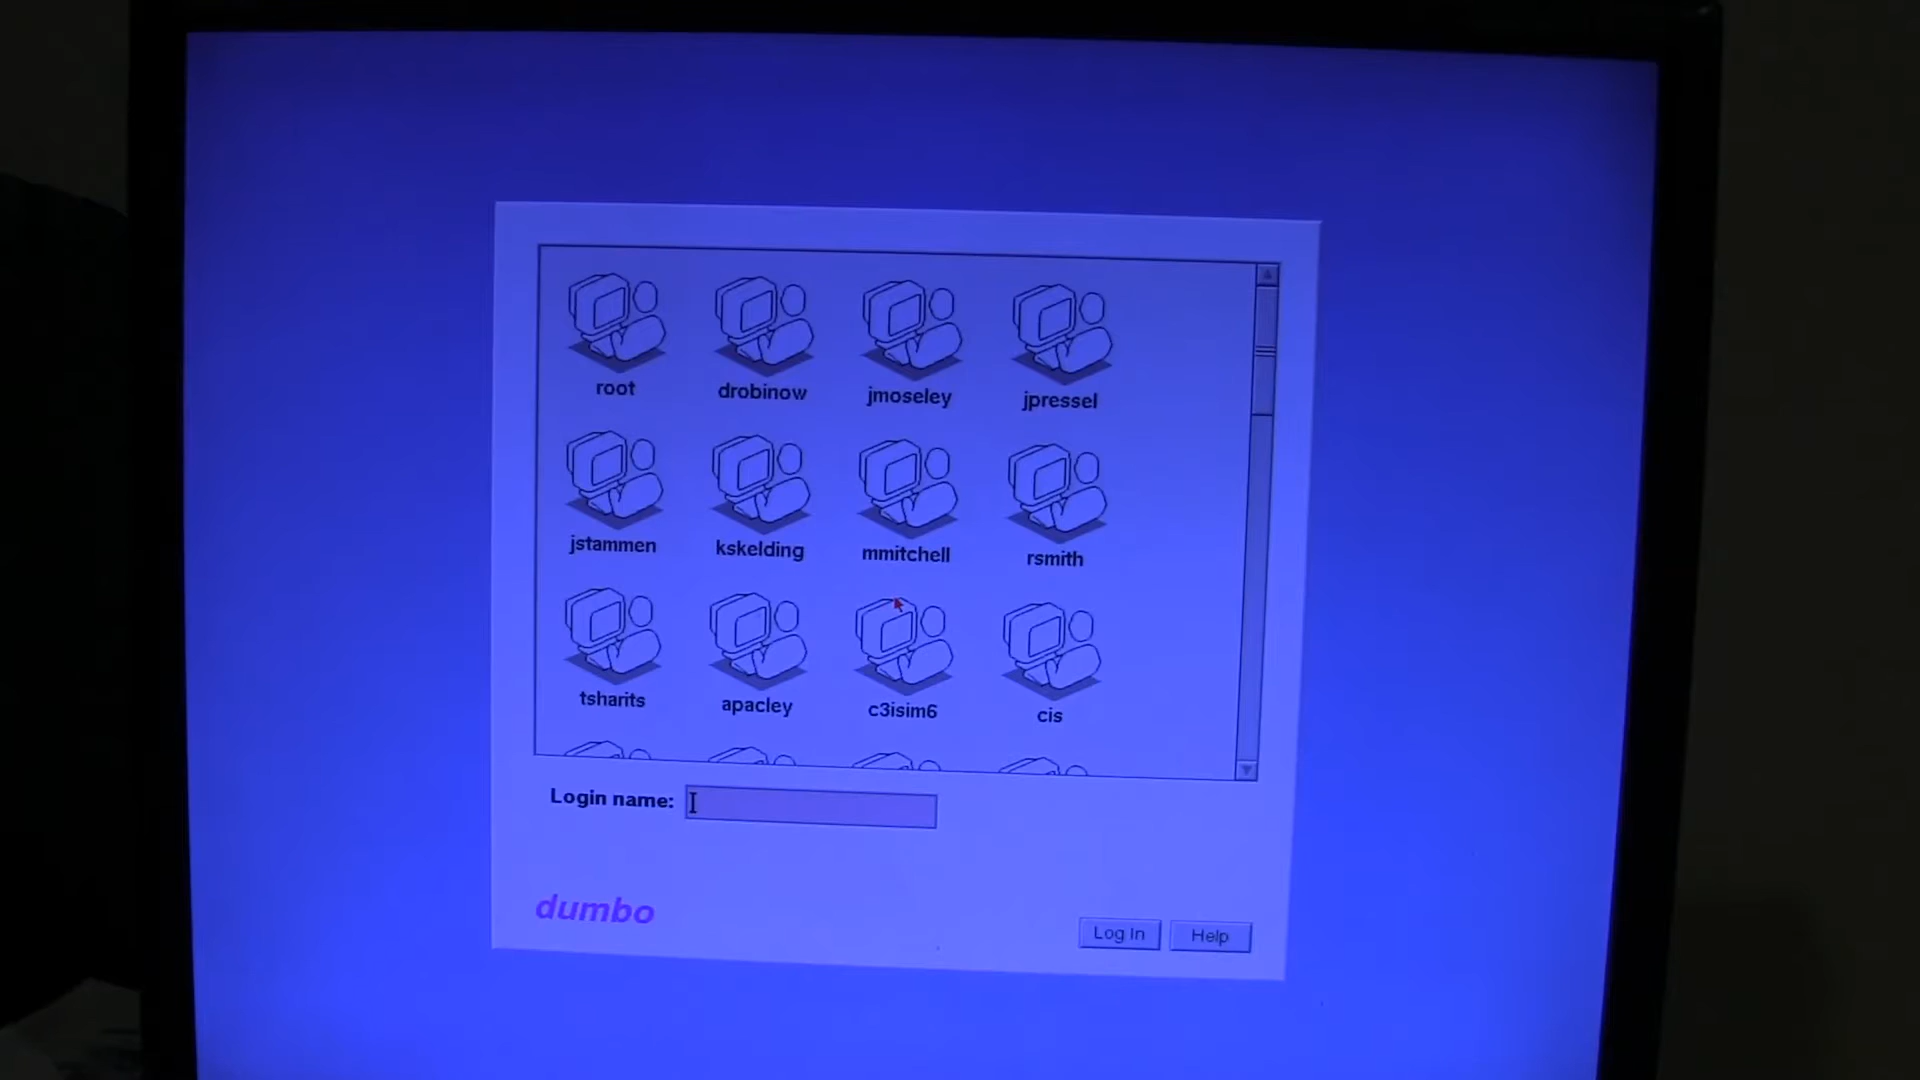 root drobinow jmoseley jpressel
jstammen kskelding mmitchell rsmith
tsharits apacley c3isim6 cis
Login name:
dumbo
Log In Help